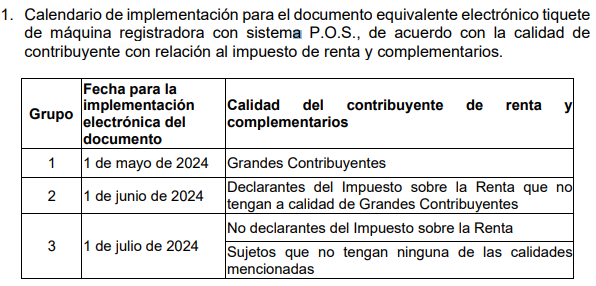 1. Calendario de implementación para el documento equivalente electrónico tiquete
de máquina registradora con sistema P.O.S., de acuerdo con la calidad de
contribuyente con relación al impuesto de renta y complementarios.
Grupo
Fecha para la
implementación
electrónica del
documento
Calidad del contribuyente de renta y
complementarios
1
1 de mayo de 2024
Grandes Contribuyentes
2
1 de junio de 2024
Declarantes del Impuesto sobre la Renta que no
tengan a calidad de Grandes Contribuyentes
3
1 de julio de 2024
No declarantes del Impuesto sobre la Renta
Sujetos que no tengan ninguna de las calidades
mencionadas